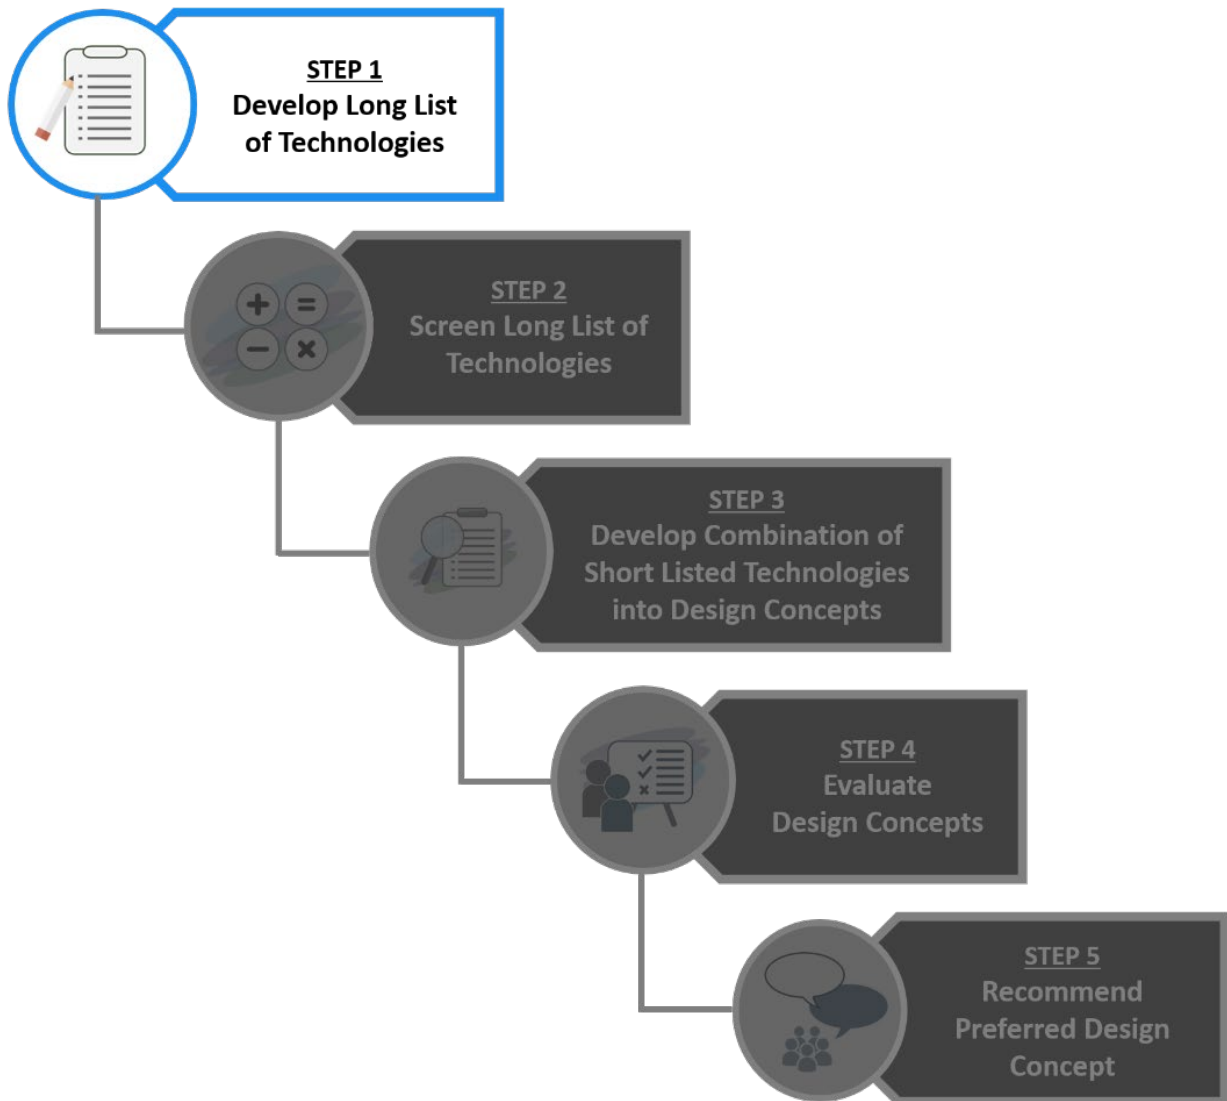 STEP 1
Develop Long List
of Technologies
STEP 2
Screen Long List of
Technologies
STEP 3
Develop Combination of
Short Listed Technologies
into Design Concepts
STEP 4
Evaluate
Design Concepts
STEP 5
Recommend
Preferred Design
Concept